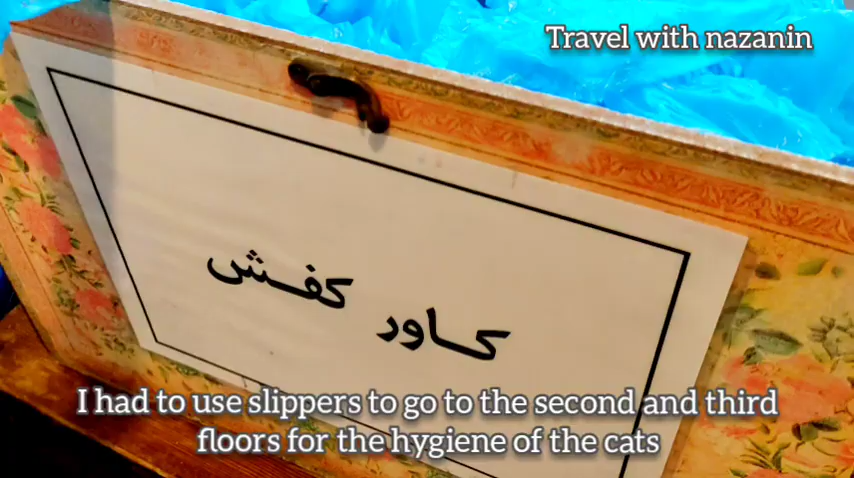 Travel with nazanin
کاور کفش
I had to use slippers to go to the second and third
floors for the hygiene of the cats